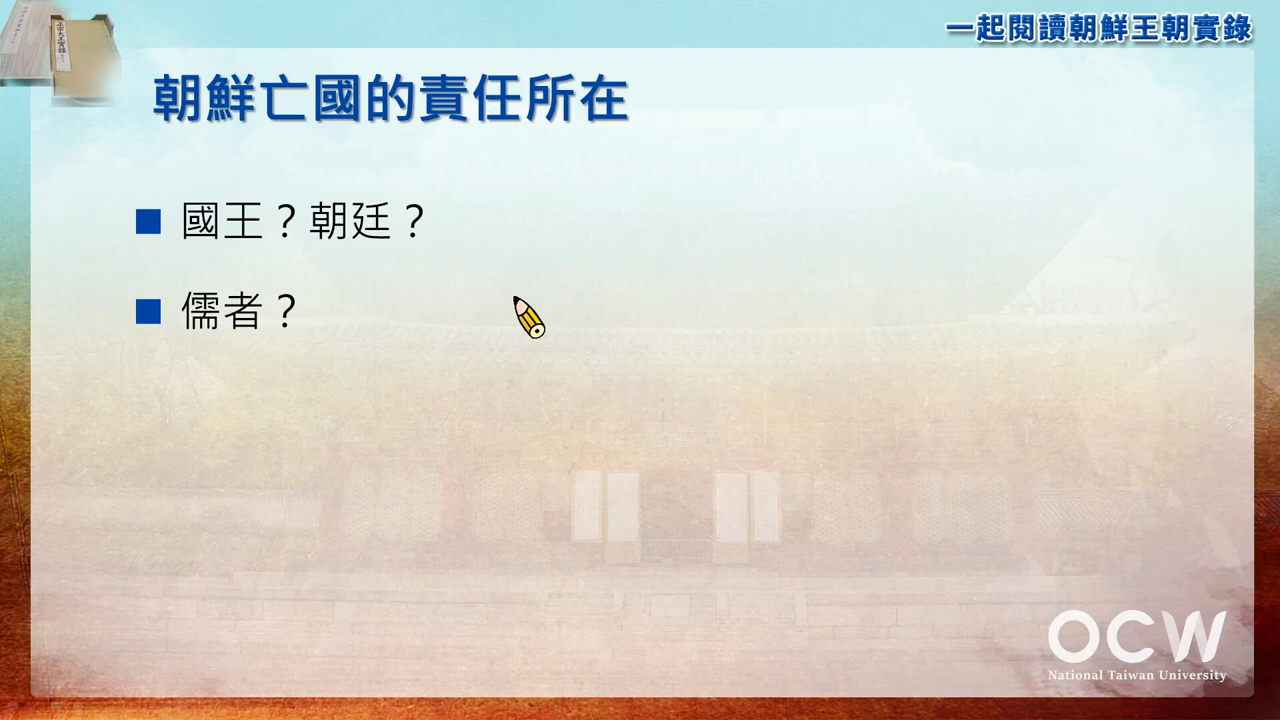 一起閱讀朝鮮王朝實錄
朝鮮亡國的責任所在
國王？朝廷？
儒者？
OCW
National Taiwan University